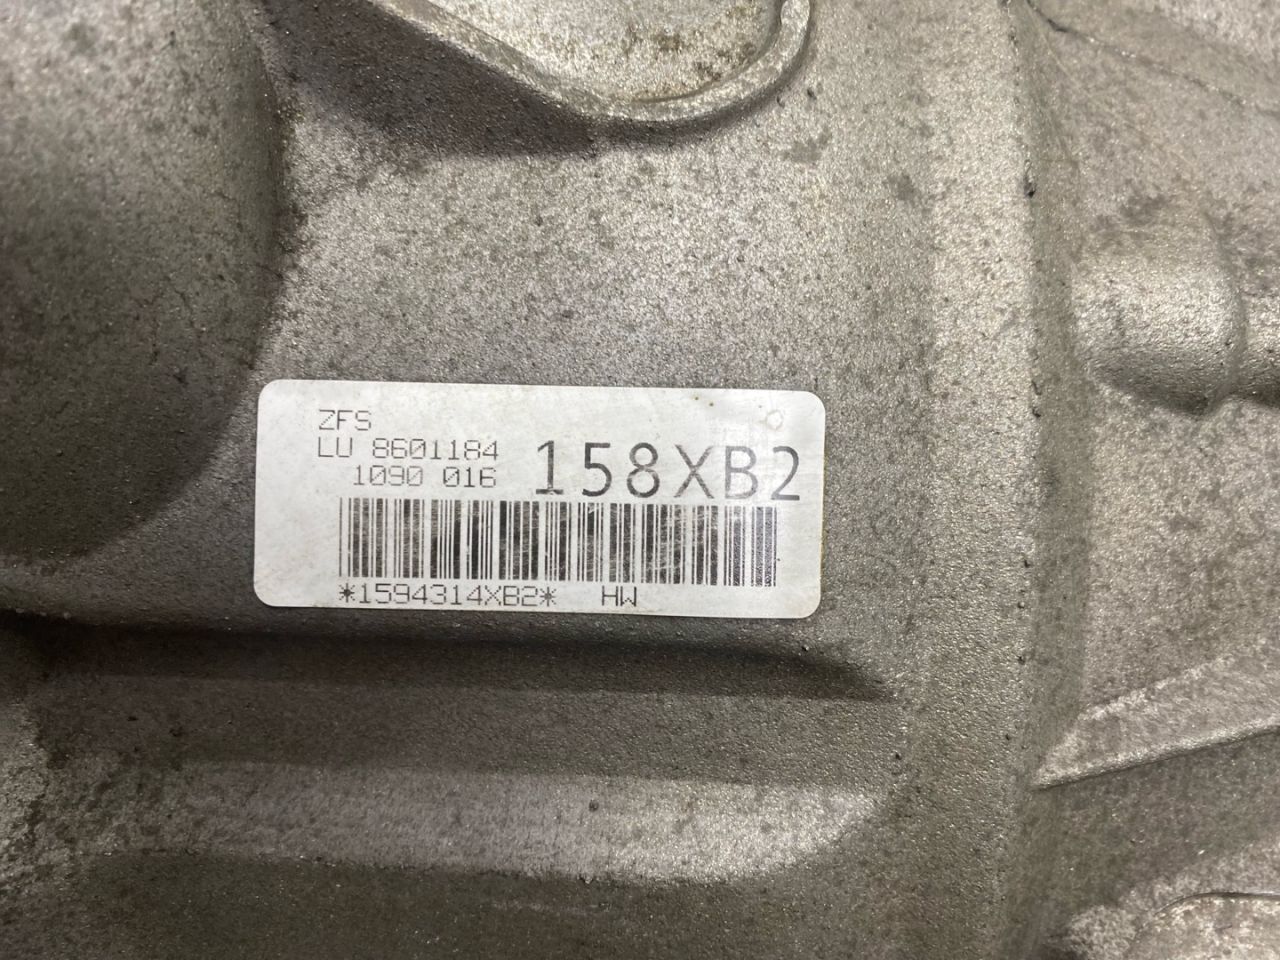 ZFS
LU 8601184
1090 016
158XB2
*1594314XB2* HW